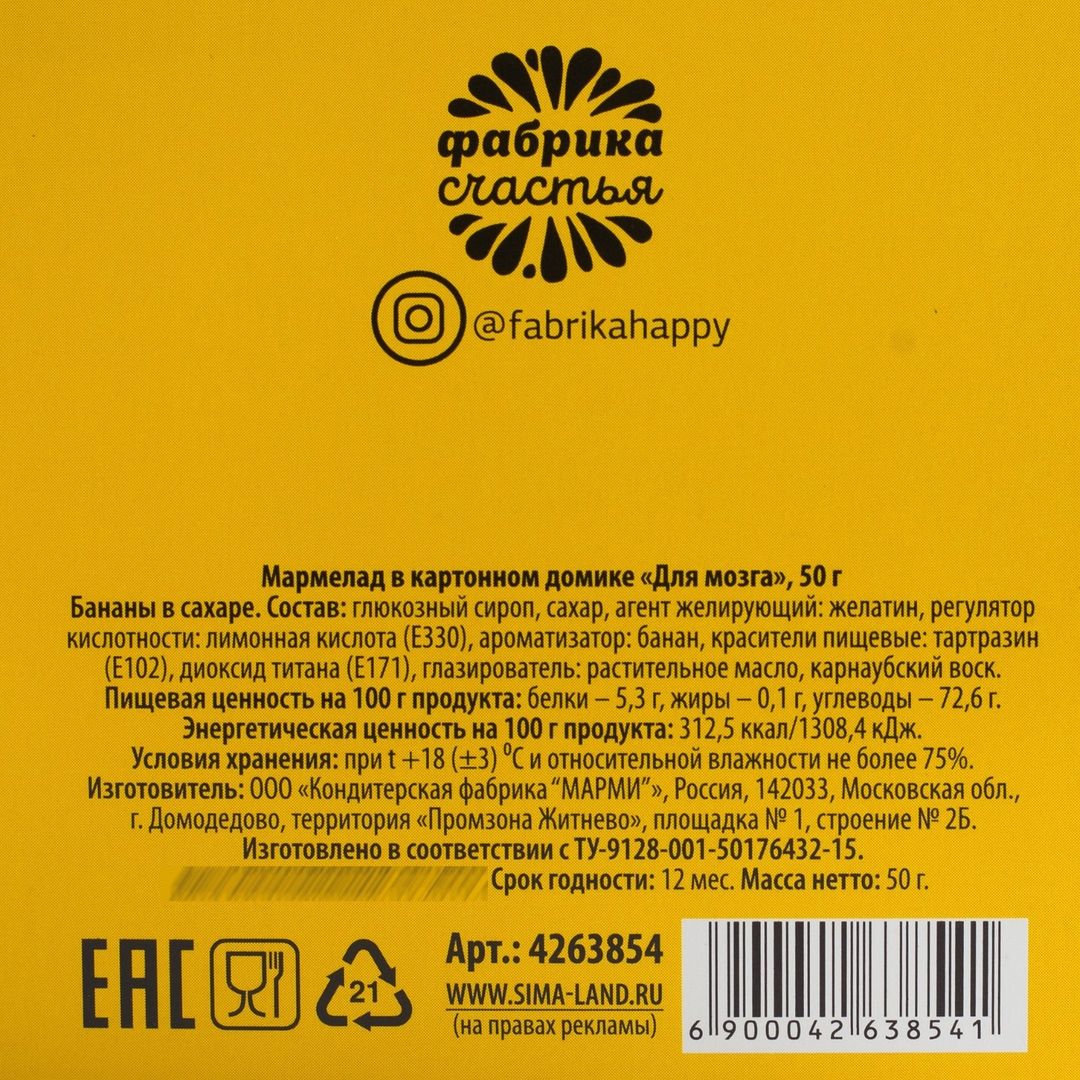 фабрика
счастья
@fabrikahappy
Мармелад в картонном домике «Для мозга», 50 г
Бананы в сахаре. Состав: глюкозный сироп, сахар, агент желирующий: желатин, регулятор
кислотности: лимонная кислота (Е330), ароматизатор: банан, красители пищевые: тартразин
(Е102), диоксид титана (Е171), глазирователь: растительное масло, карнаубский воск.
Пищевая ценность на 100 г продукта: белки – 5,3 г, жиры – 0,1 г, углеводы – 72,6 г.
Энергетическая ценность на 100 г продукта: 312,5 ккал/1308,4 кДж.
Условия хранения: при t +18 (±3) ⁰С и относительной влажности не более 75%.
Изготовитель: ООО «Кондитерская фабрика “МАРМИ”», Россия, 142033, Московская обл.,
г. Домодедово, территория «Промзона Житнево», площадка № 1, строение № 2Б.
Изготовлено в соответствии с ТУ-9128-001-50176432-15.
Срок годности: 12 мес. Масса нетто: 50 г.
ЕАС
21
Арт.: 4263854
WWW.SIMA-LAND.RU
(на правах рекламы)
6 900042 638541